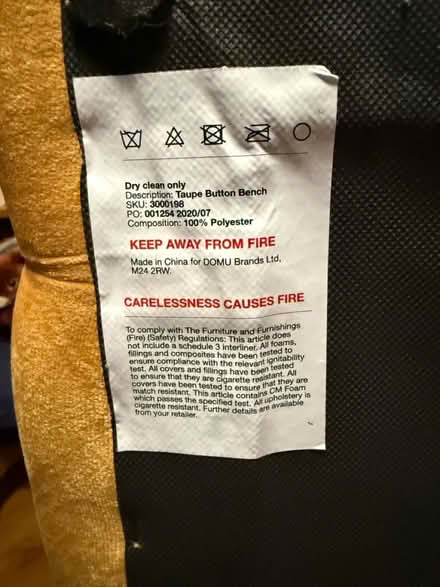 Dry clean only
Description: Taupe Button Bench
SKU: 3000198
PO: 001254 2020/07
Composition: 100% Polyester
KEEP AWAY FROM FIRE
Made in China for DOMU Brands Ltd,
M24 2RW.
CARELESSNESS CAUSES FIRE
To comply with The Furniture and Furnishings
(Fire) (Safety) Regulations: This article does
not include a schedule 3 interliner. All foams,
fillings and composites have been tested to
ensure compliance with the relevant ignitability
test. All covers and fillings have been tested
to ensure that they are cigarette resistant. All
covers have been tested to ensure that they are
match resistant. This article contains CM Foam
which passes the specified test. All upholstery is
cigarette resistant. Further details are available
from your retailer.